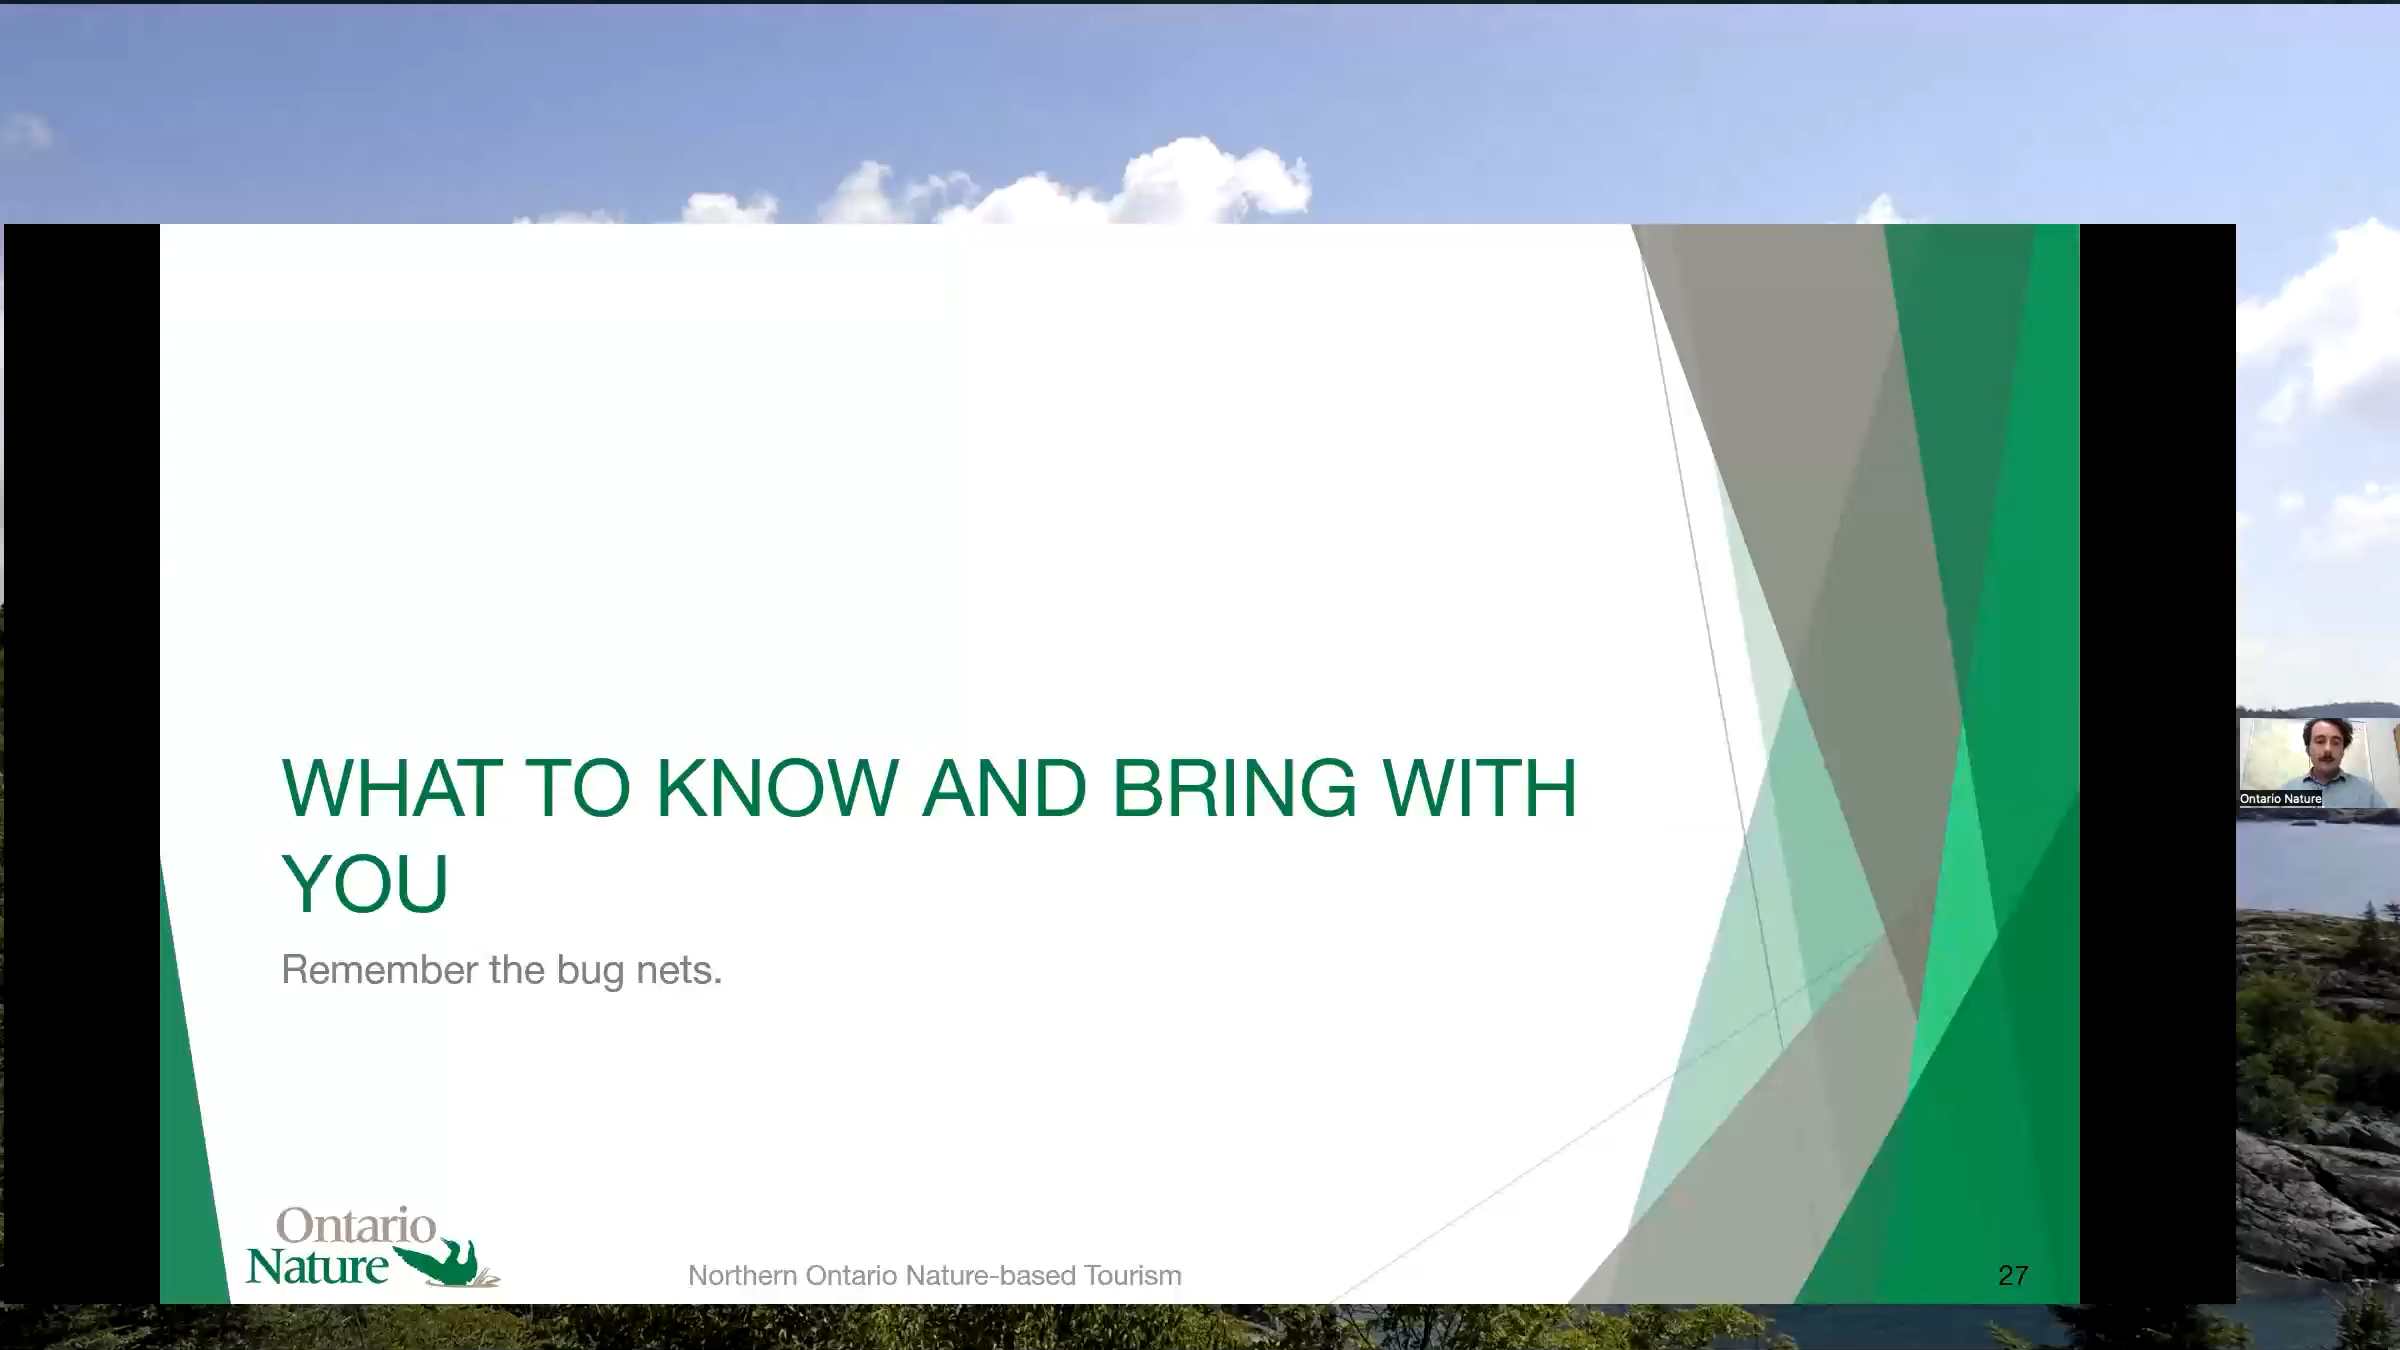 WHAT TO KNOW AND BRING WITH
YOU
Remember the bug nets.
Ontario Nature
Ontario
Nature
Northern Ontario Nature-based Tourism
27